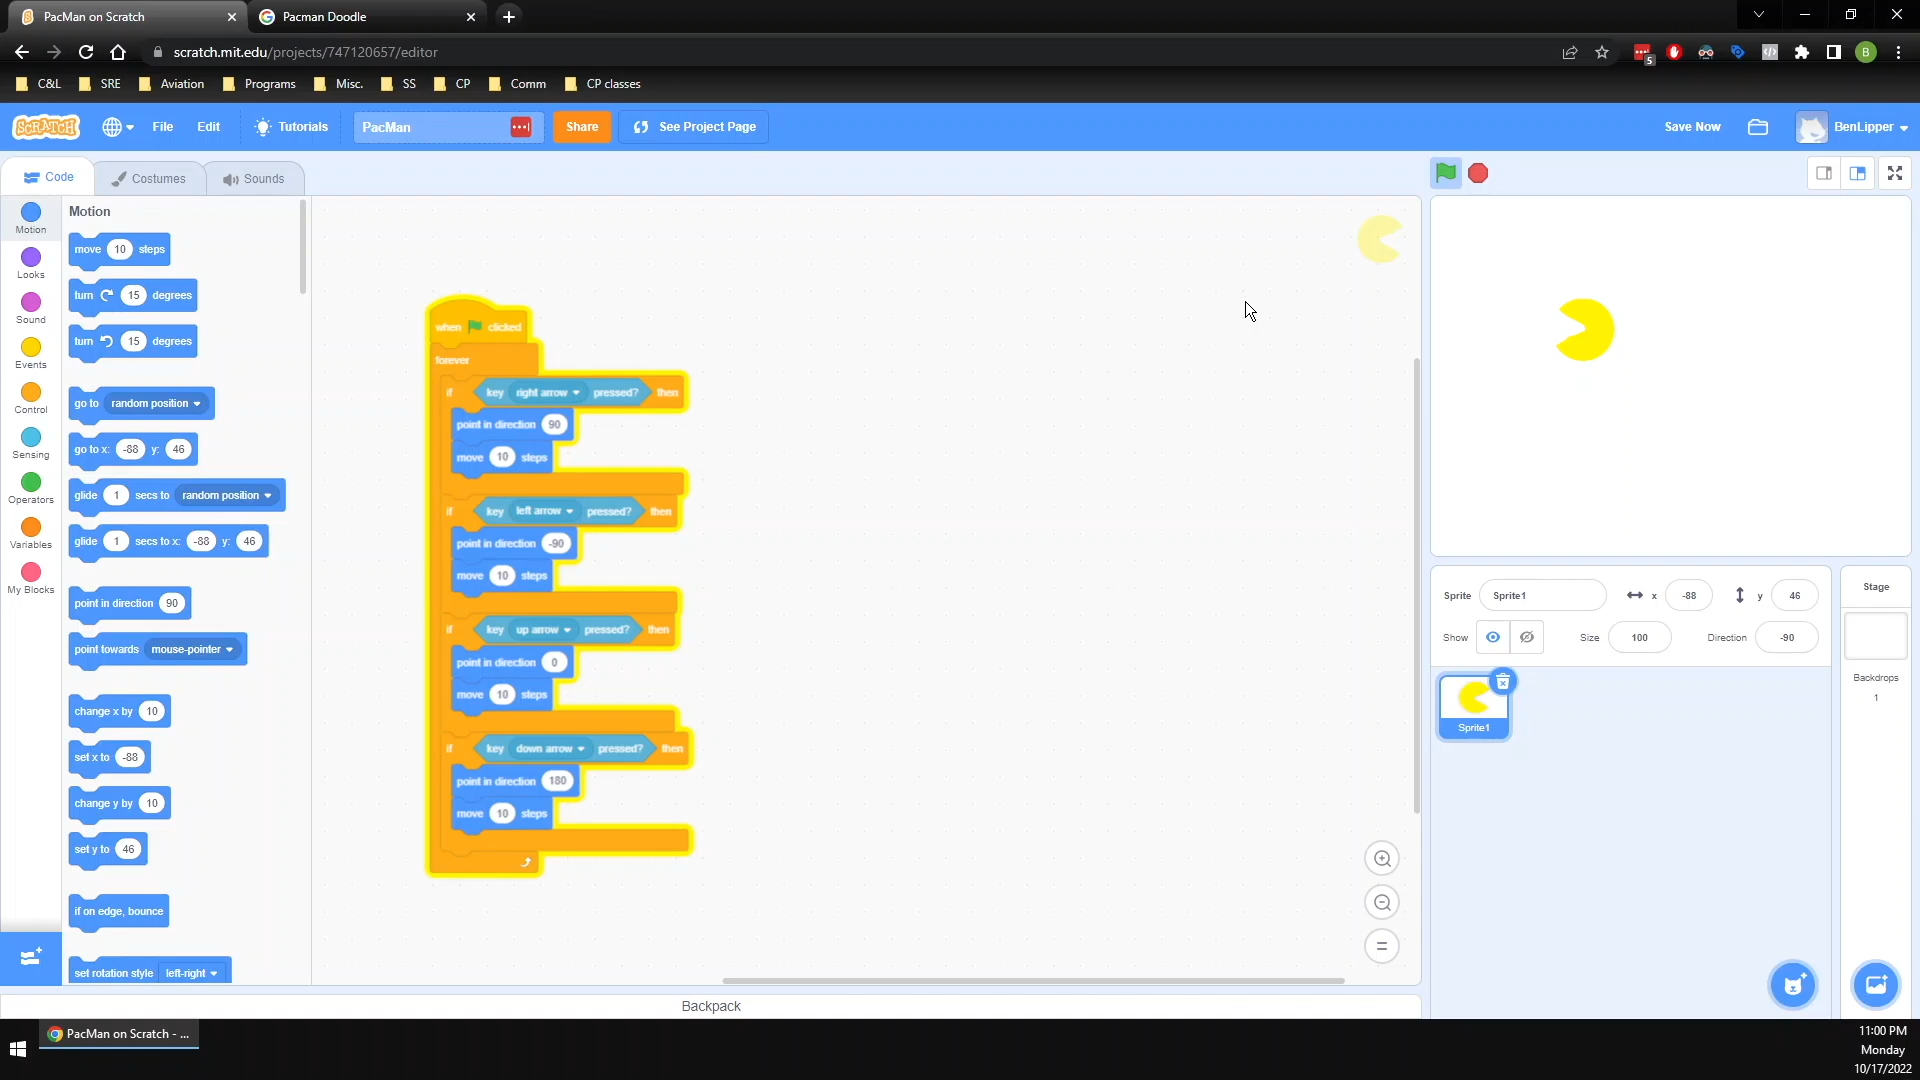 PacMan on Scratch
Pacman Doodle
scratch.mit.edu/projects/747120657/editor
5
B
C&L
SRE
Aviation
Programs
Misc.
SS
CP
Comm
CP classes
SCRATCH
File
Edit
Tutorials
PacMan
Share
See Project Page
Save Now
BenLipper
Code
Costumes
Sounds
Motion
Looks
Sound
Events
Control
Sensing
Operators
Variables
My Blocks
Motion
move 10 steps
turn 15 degrees
turn 15 degrees
go to random position
go to x: -88 y: 46
glide 1 secs to random position
glide 1 secs to x: -88 y: 46
point in direction 90
point towards mouse-pointer
change x by 10
set x to -88
change y by 10
set y to 46
if on edge, bounce
set rotation style left-right
when clicked
forever
if key right arrow pressed? then
point in direction 90
move 10 steps
if key left arrow pressed? then
point in direction -90
move 10 steps
if key up arrow pressed? then
point in direction 0
move 10 steps
if key down arrow pressed? then
point in direction 180
move 10 steps
Backpack
Sprite Sprite1 x -88 y 46
Show Size 100 Direction -90
Sprite1
Stage
Backdrops
1
PacMan on Scratch - ...
11:00 PM
Monday
10/17/2022